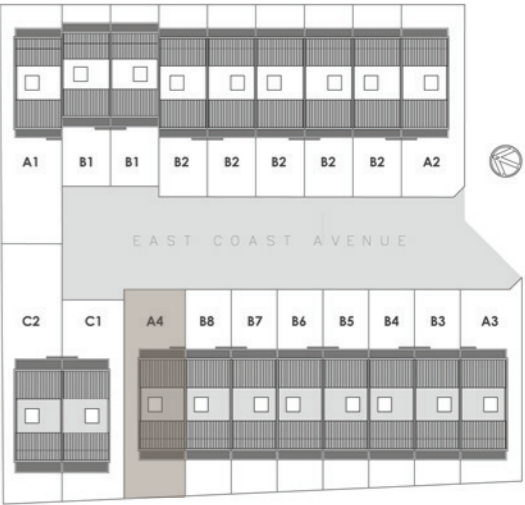 A1 B1 B1 B2 B2 B2 B2 B2 A2
EAST COAST AVENUE
C2 C1 A4 B8 B7 B6 B5 B4 B3 A3